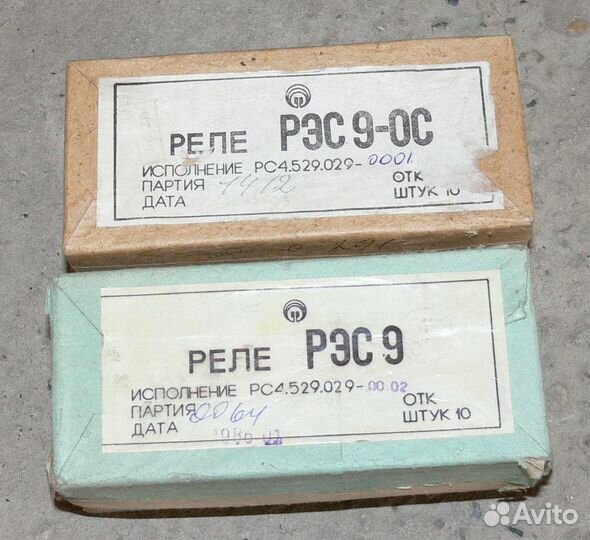 РЕЛЕ РЭС 9-ОС
ИСПОЛНЕНИЕ РС4.529.029-0001
ПАРТИЯ 1412 ОТК
ДАТА ШТУК 10
РЕЛЕ РЭС 9
ИСПОЛНЕНИЕ РС4.529.029-00.02
ПАРТИЯ 0064 ОТК
ДАТА ШТУК 10
Avito